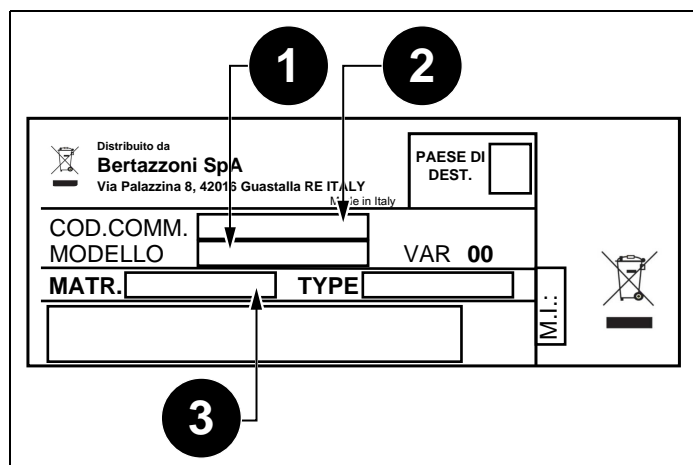 1 2
Distribuito da
Bertazzoni SpA
Via Palazzina 8, 42016 Guastalla RE ITALY
Made in Italy
PAESE DI
DEST.
COD.COMM.
MODELLO VAR 00
MATR. TYPE
M.I.:
3